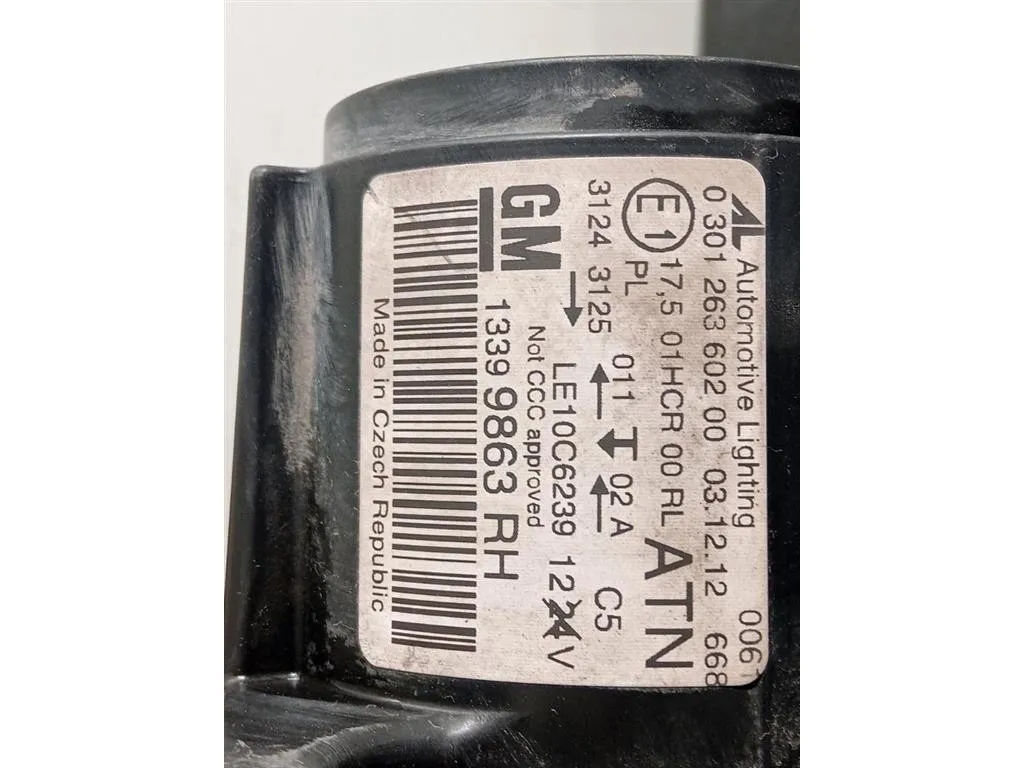 AL Automotive Lighting 0061
0 301 263 602 00 03.12.12 668
E1 17,5 01HCR 00 RL ATN
PL
3124 3125 011 02 A C5
LE10C6239 12 24 V
Not CCC approved
GM 1339 9863 RH
Made in Czech Republic